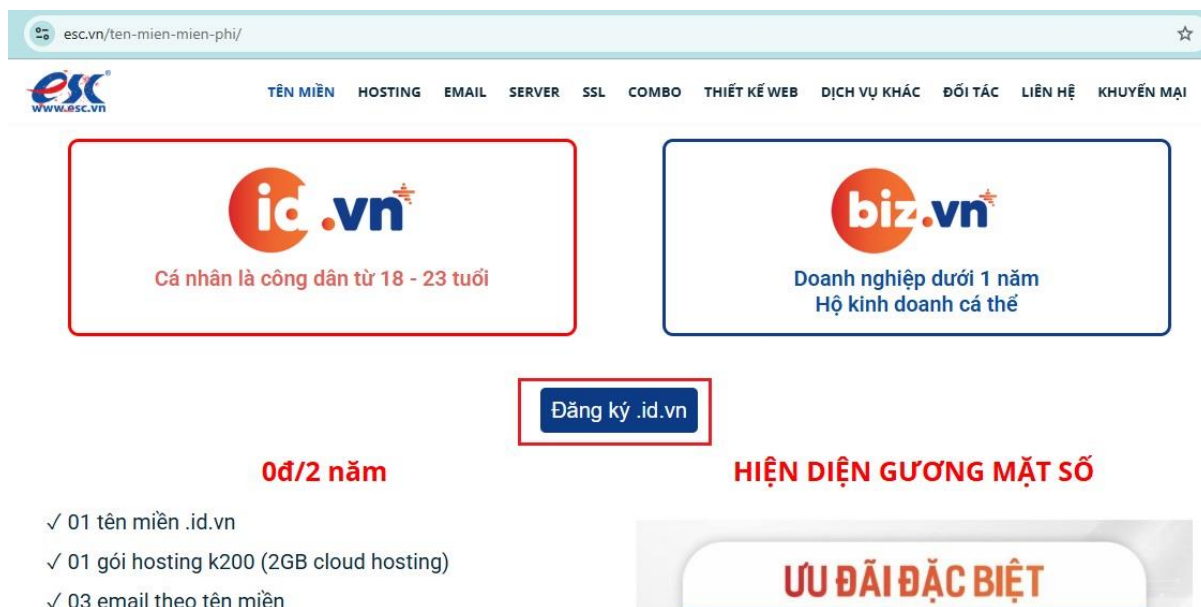 esc.vn/ten-mien-mien-phi/
esc
www.esc.vn
TÊN MIỀN HOSTING EMAIL SERVER SSL COMBO THIẾT KẾ WEB DỊCH VỤ KHÁC ĐỐI TÁC LIÊN HỆ KHUYẾN MẠI
id.vn
Cá nhân là công dân từ 18 - 23 tuổi
biz.vn
Doanh nghiệp dưới 1 năm
Hộ kinh doanh cá thể
Đăng ký .id.vn
0đ/2 năm
✓ 01 tên miền .id.vn
✓ 01 gói hosting k200 (2GB cloud hosting)
✓ 03 email theo tên miền
HIỆN DIỆN GƯƠNG MẶT SỐ
ƯU ĐÃI ĐẶC BIỆT